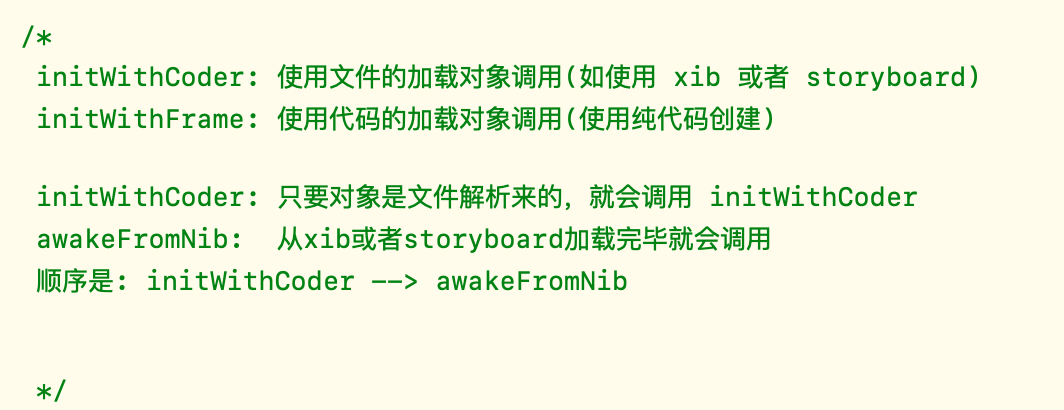 /*
initWithCoder: 使用文件的加载对象调用(如使用 xib 或者 storyboard)
initWithFrame: 使用代码的加载对象调用(使用纯代码创建)
initWithCoder: 只要对象是文件解析来的，就会调用 initWithCoder
awakeFromNib:  从xib或者storyboard加载完毕就会调用
顺序是: initWithCoder --> awakeFromNib
*/